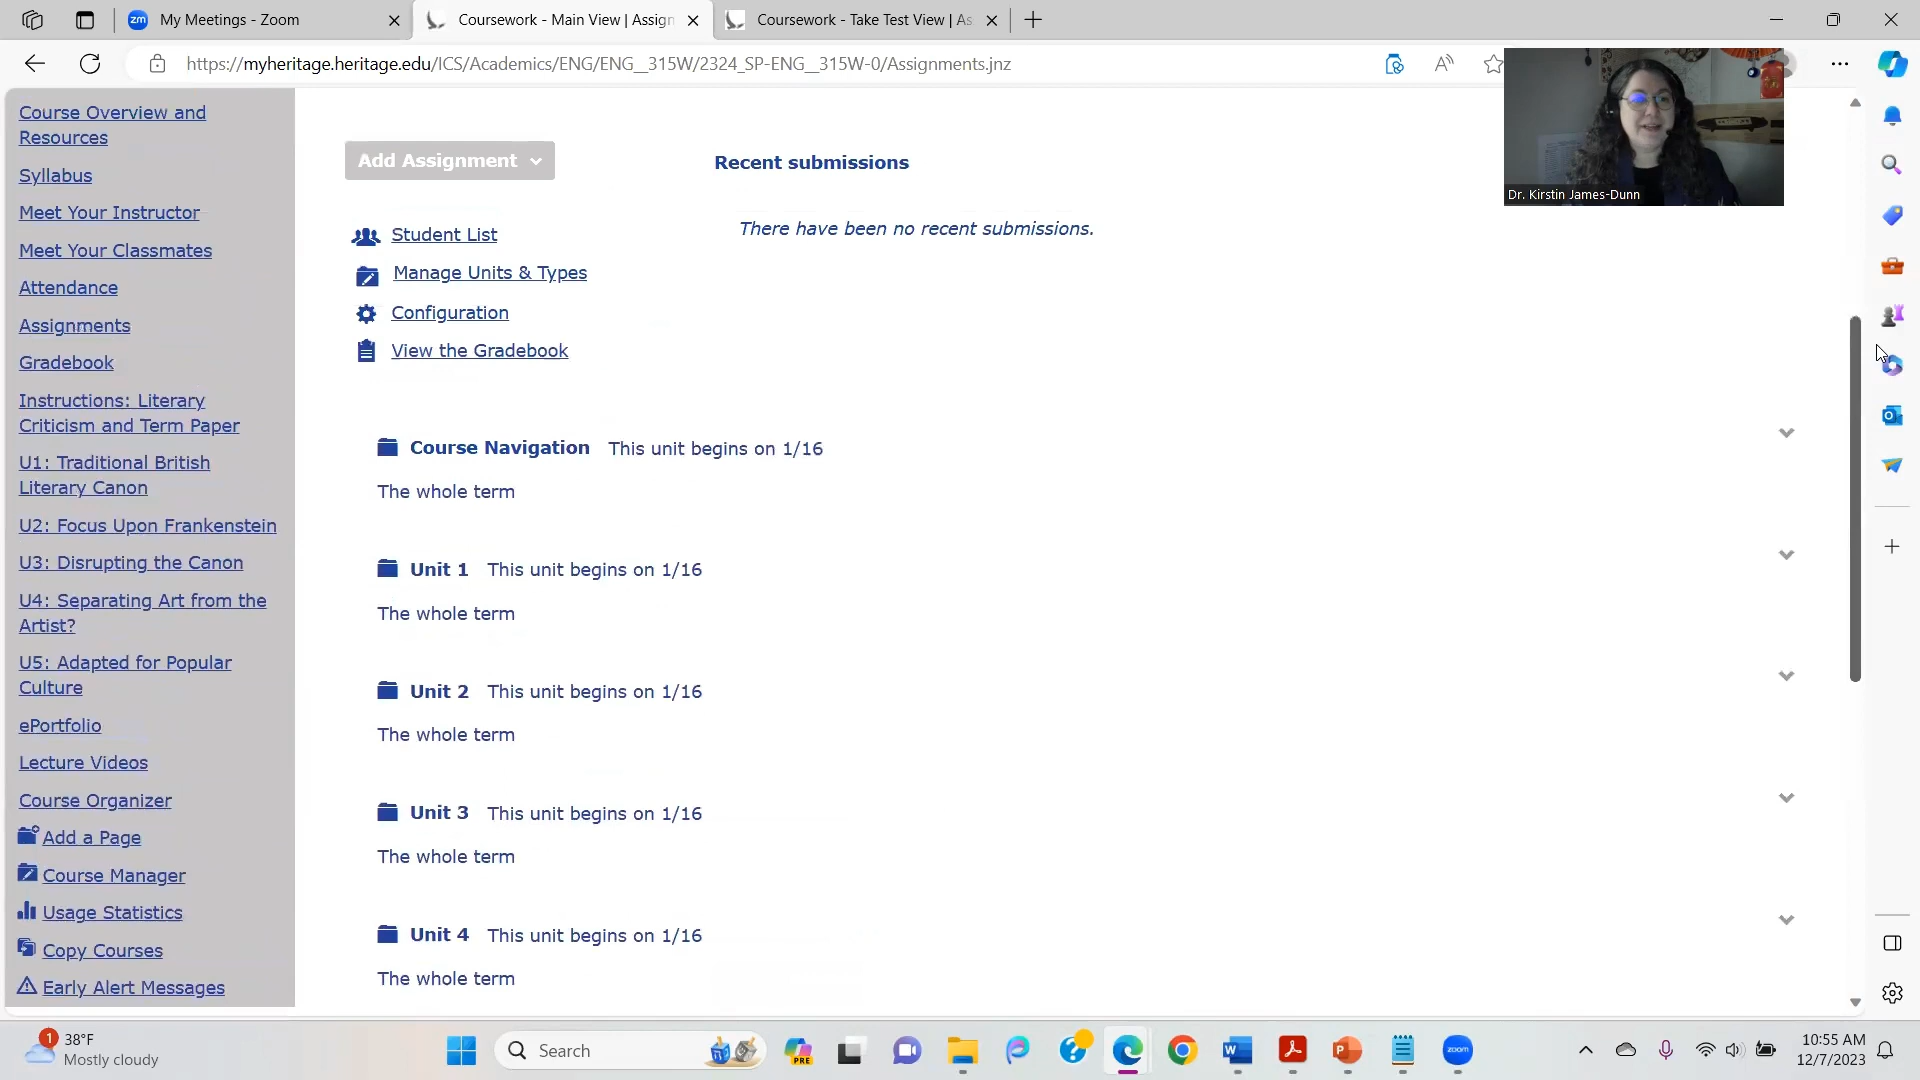 My Meetings - Zoom
Coursework - Main View | Assign
Coursework - Take Test View | As
https://myheritage.heritage.edu/ICS/Academics/ENG/ENG__315W/2324_SP-ENG__315W-0/Assignments.jnz
Dr. Kirstin James-Dunn
Course Overview and
Resources
Syllabus
Meet Your Instructor
Meet Your Classmates
Attendance
Assignments
Gradebook
Instructions: Literary
Criticism and Term Paper
U1: Traditional British
Literary Canon
U2: Focus Upon Frankenstein
U3: Disrupting the Canon
U4: Separating Art from the
Artist?
U5: Adapted for Popular
Culture
ePortfolio
Lecture Videos
Course Organizer
Add a Page
Course Manager
Usage Statistics
Copy Courses
Early Alert Messages
Add Assignment
Student List
Manage Units & Types
Configuration
View the Gradebook
Recent submissions
There have been no recent submissions.
Course Navigation This unit begins on 1/16
The whole term
Unit 1 This unit begins on 1/16
The whole term
Unit 2 This unit begins on 1/16
The whole term
Unit 3 This unit begins on 1/16
The whole term
Unit 4 This unit begins on 1/16
The whole term
1
38°F
Mostly cloudy
Search
PRE
zoom
10:55 AM
12/7/2023